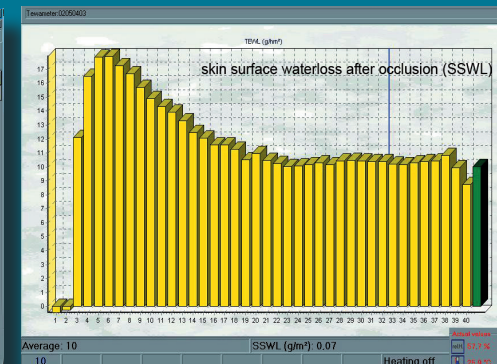 Tewameter:02050403
TEWL (g/hm²)
skin surface waterloss after occlusion (SSWL)
17
16
15
14
13
12
11
10
9
8
7
6
5
4
3
2
1
0
1 2 3 4 5 6 7 8 9 10 11 12 13 14 15 16 17 18 19 20 21 22 23 24 25 26 27 28 29 30 31 32 33 34 35 36 37 38 39 40
Actual values:
Average: 10
SSWL (g/m²): 0,07
57,7 %
10
Heating off